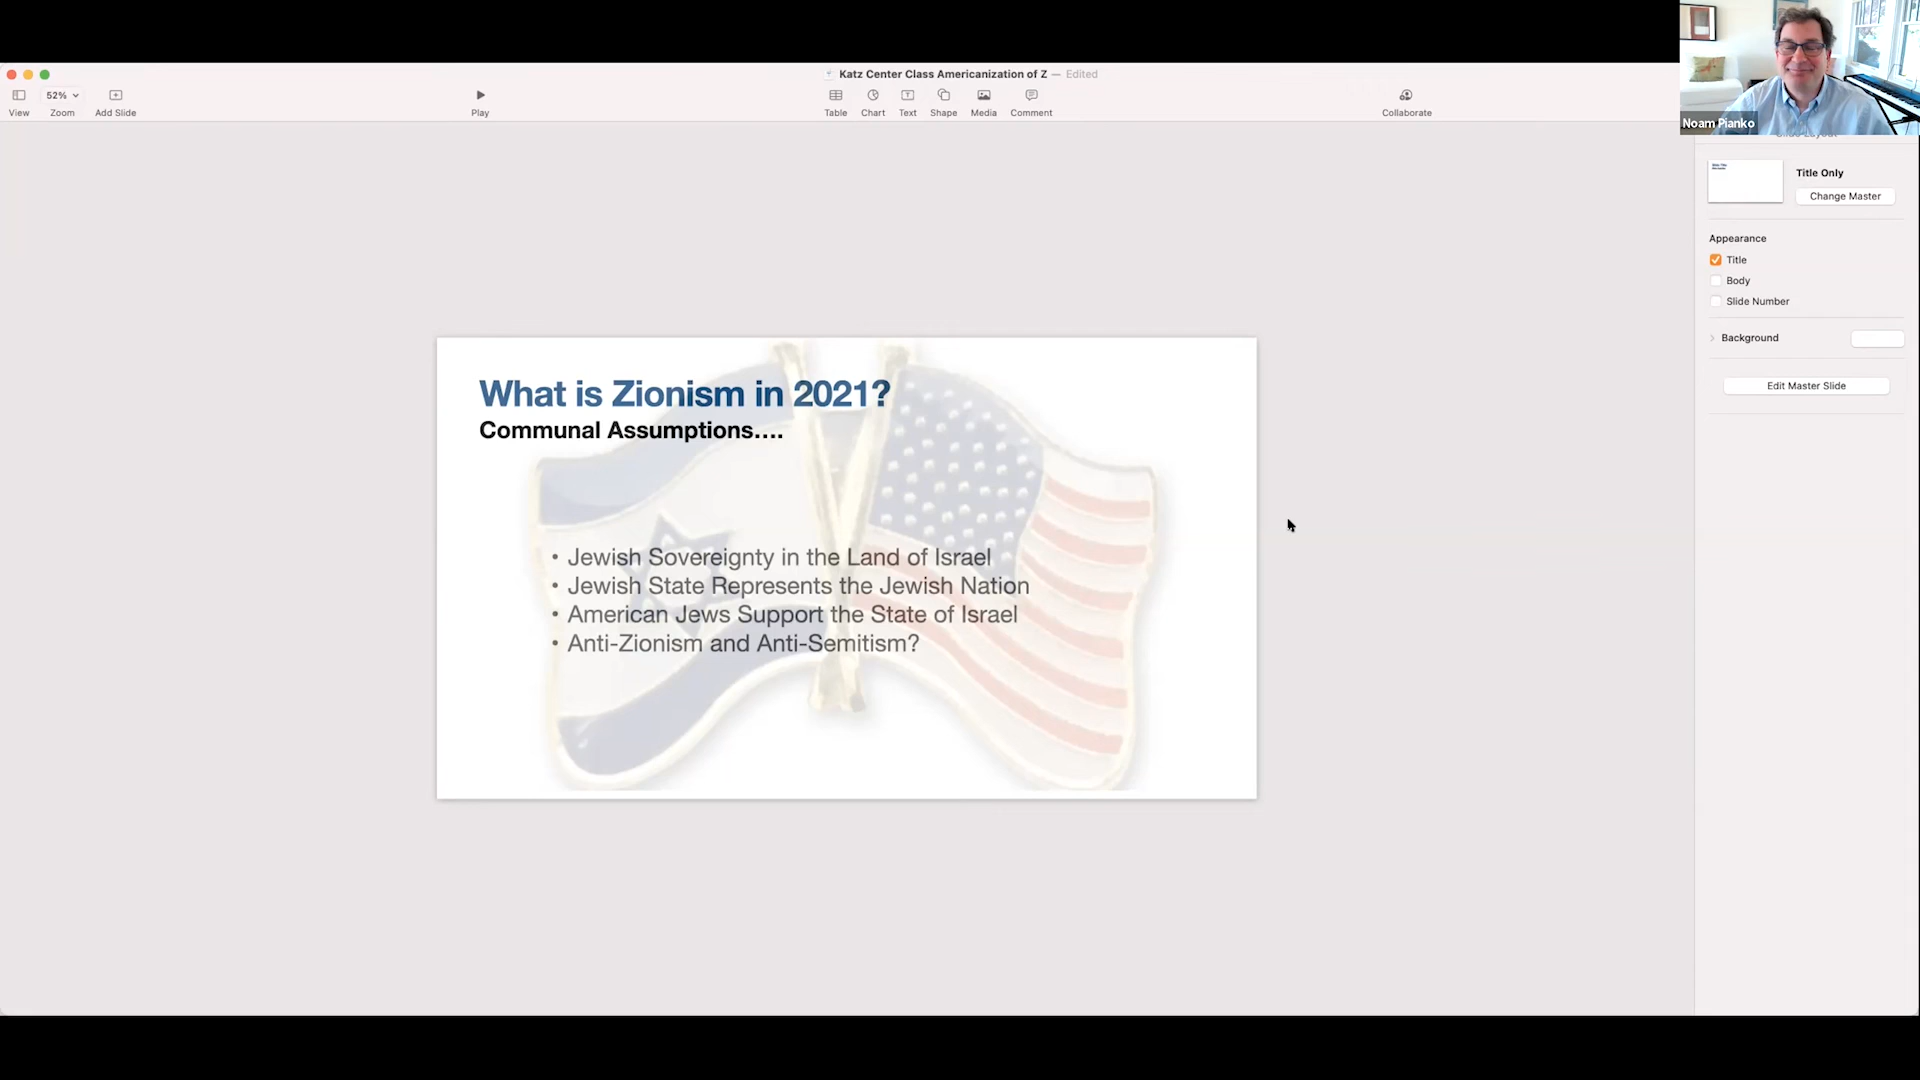 Katz Center Class Americanization of Z — Edited
52%
View
Zoom
Add Slide
Play
Table
Chart
Text
Shape
Media
Comment
Collaborate
Noam Pianko
Title Only
Change Master
Appearance
Title
Body
Slide Number
Background
Edit Master Slide
What is Zionism in 2021?
Communal Assumptions....
• Jewish Sovereignty in the Land of Israel
• Jewish State Represents the Jewish Nation
• American Jews Support the State of Israel
• Anti-Zionism and Anti-Semitism?